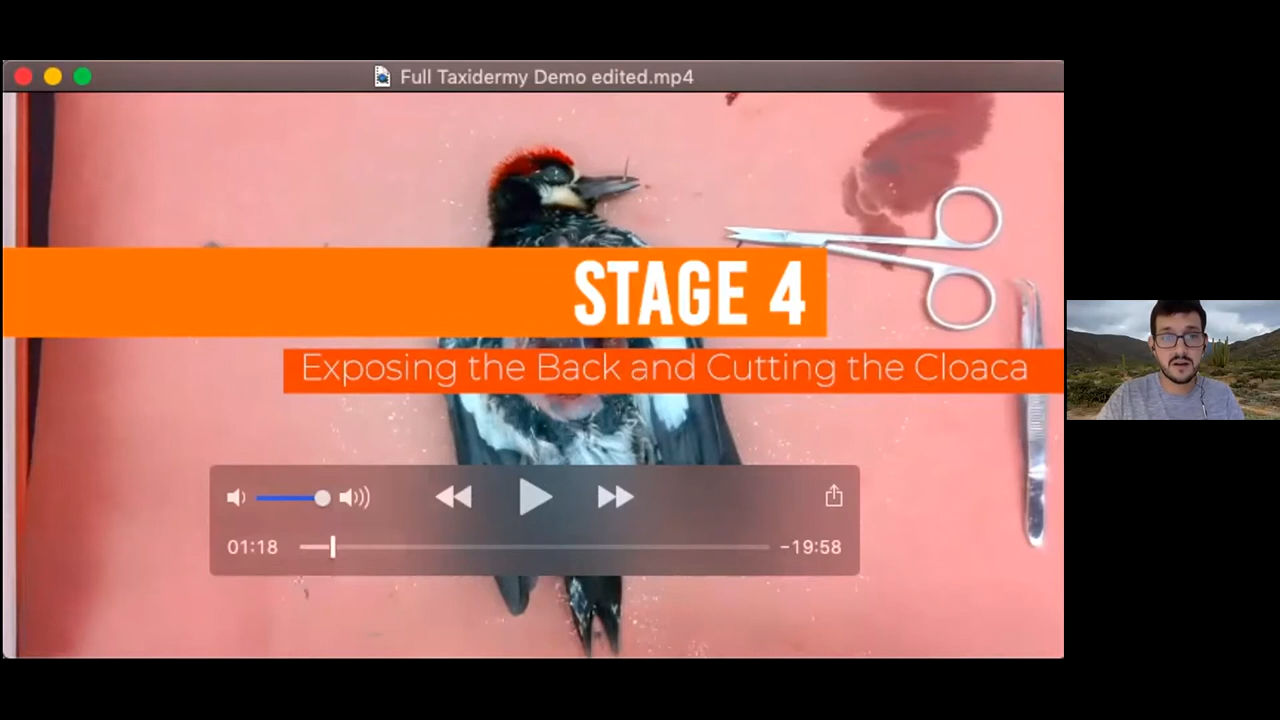 Full Taxidermy Demo edited.mp4
STAGE 4
Exposing the Back and Cutting the Cloaca
01:18
-19:58